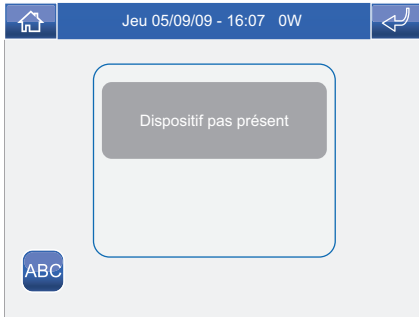 Jeu 05/09/09 - 16:07 0W
Dispositif pas présent
ABC